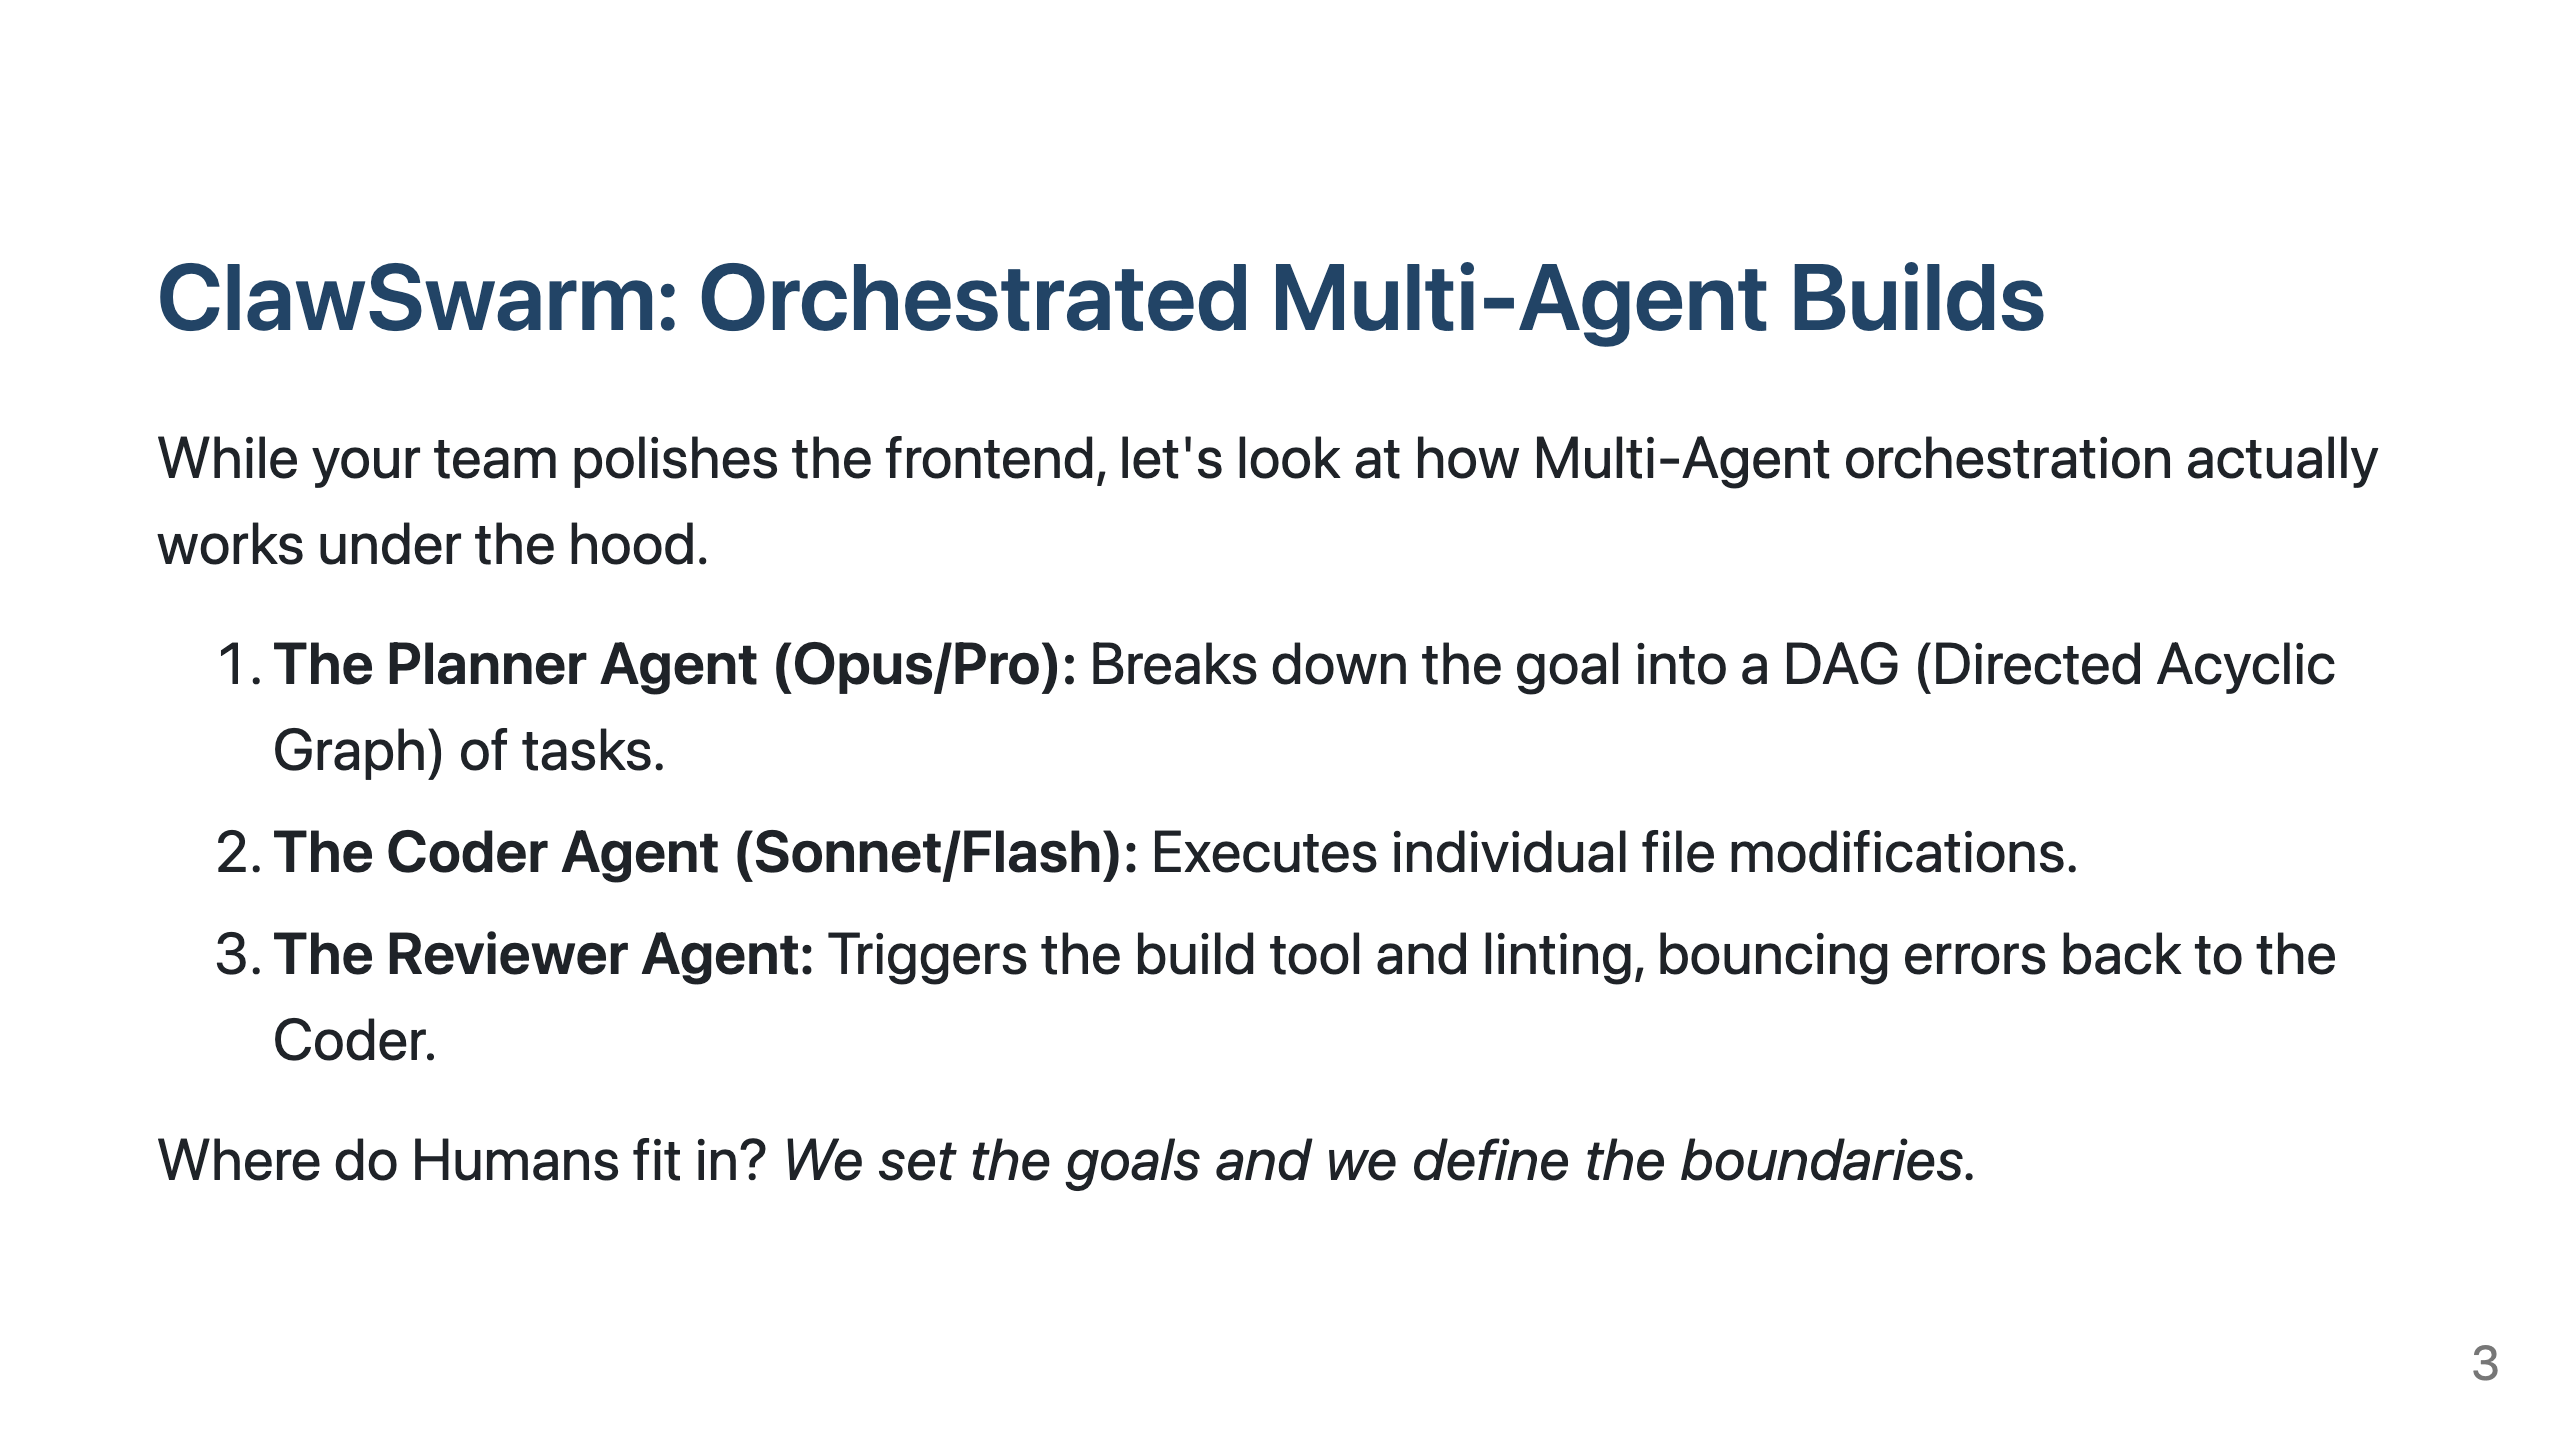 ClawSwarm: Orchestrated Multi-Agent Builds
While your team polishes the frontend, let's look at how Multi-Agent orchestration actually
works under the hood.
1. The Planner Agent (Opus/Pro): Breaks down the goal into a DAG (Directed Acyclic
Graph) of tasks.
2. The Coder Agent (Sonnet/Flash): Executes individual file modifications.
3. The Reviewer Agent: Triggers the build tool and linting, bouncing errors back to the
Coder.
Where do Humans fit in? We set the goals and we define the boundaries.
3